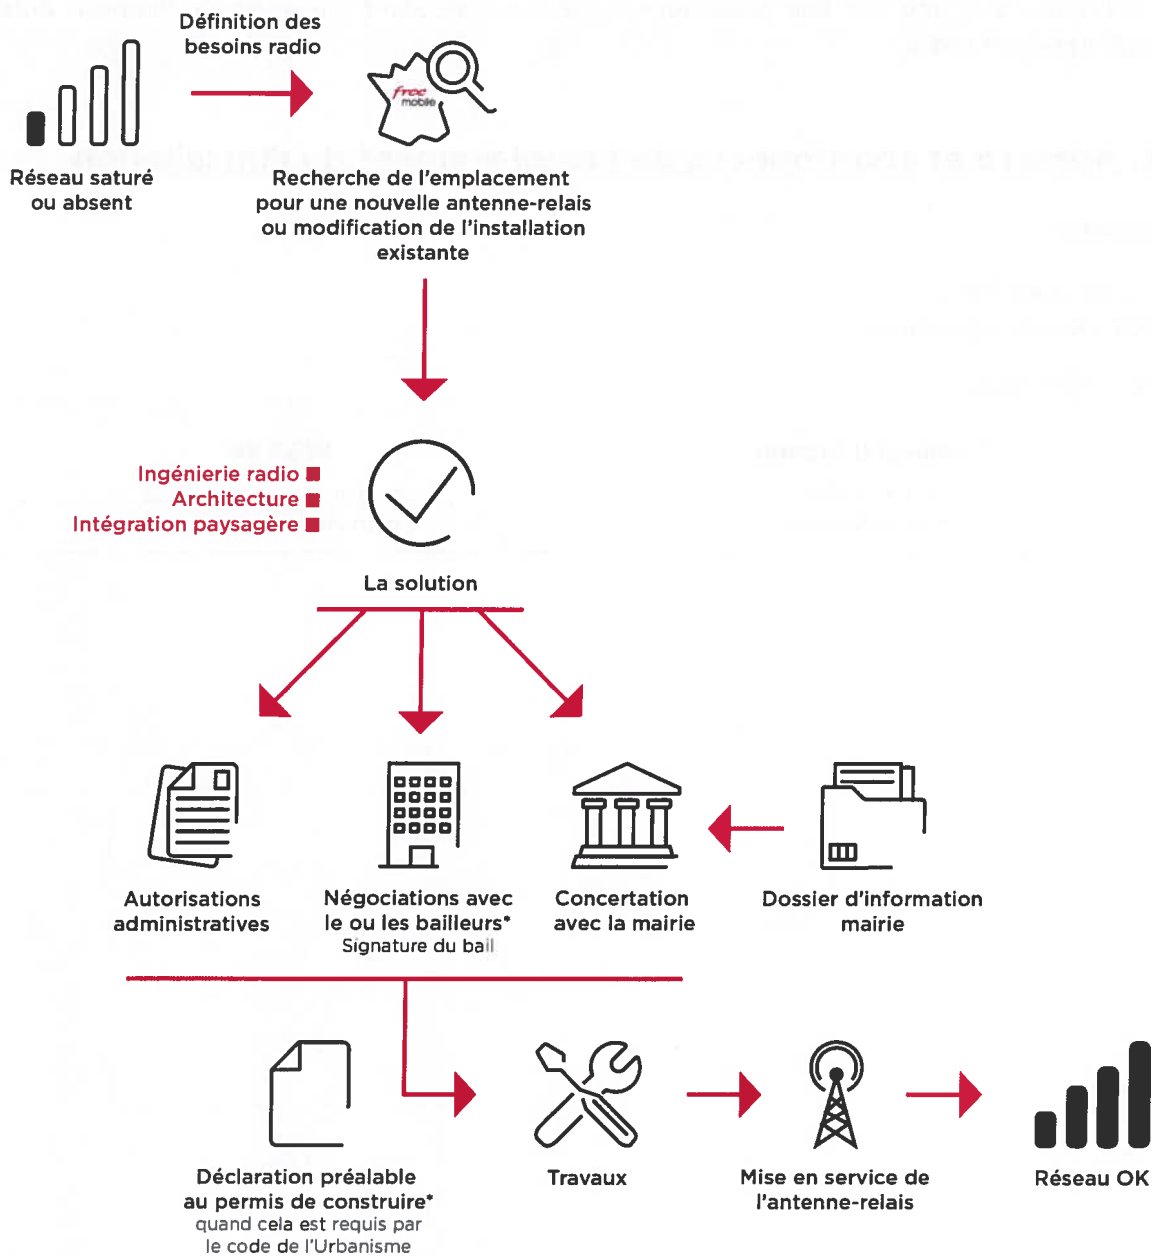 Définition des
besoins radio
free
mobile
Réseau saturé
ou absent
Recherche de l'emplacement
pour une nouvelle antenne-relais
ou modification de l'installation
existante
Ingénierie radio
Architecture
Intégration paysagère
La solution
Autorisations
administratives
Négociations avec
le ou les bailleurs*
Signature du bail
Concertation
avec la mairie
Dossier d'information
mairie
Déclaration préalable
au permis de construire*
quand cela est requis par
le code de l'Urbanisme
Travaux
Mise en service de
l'antenne-relais
Réseau OK